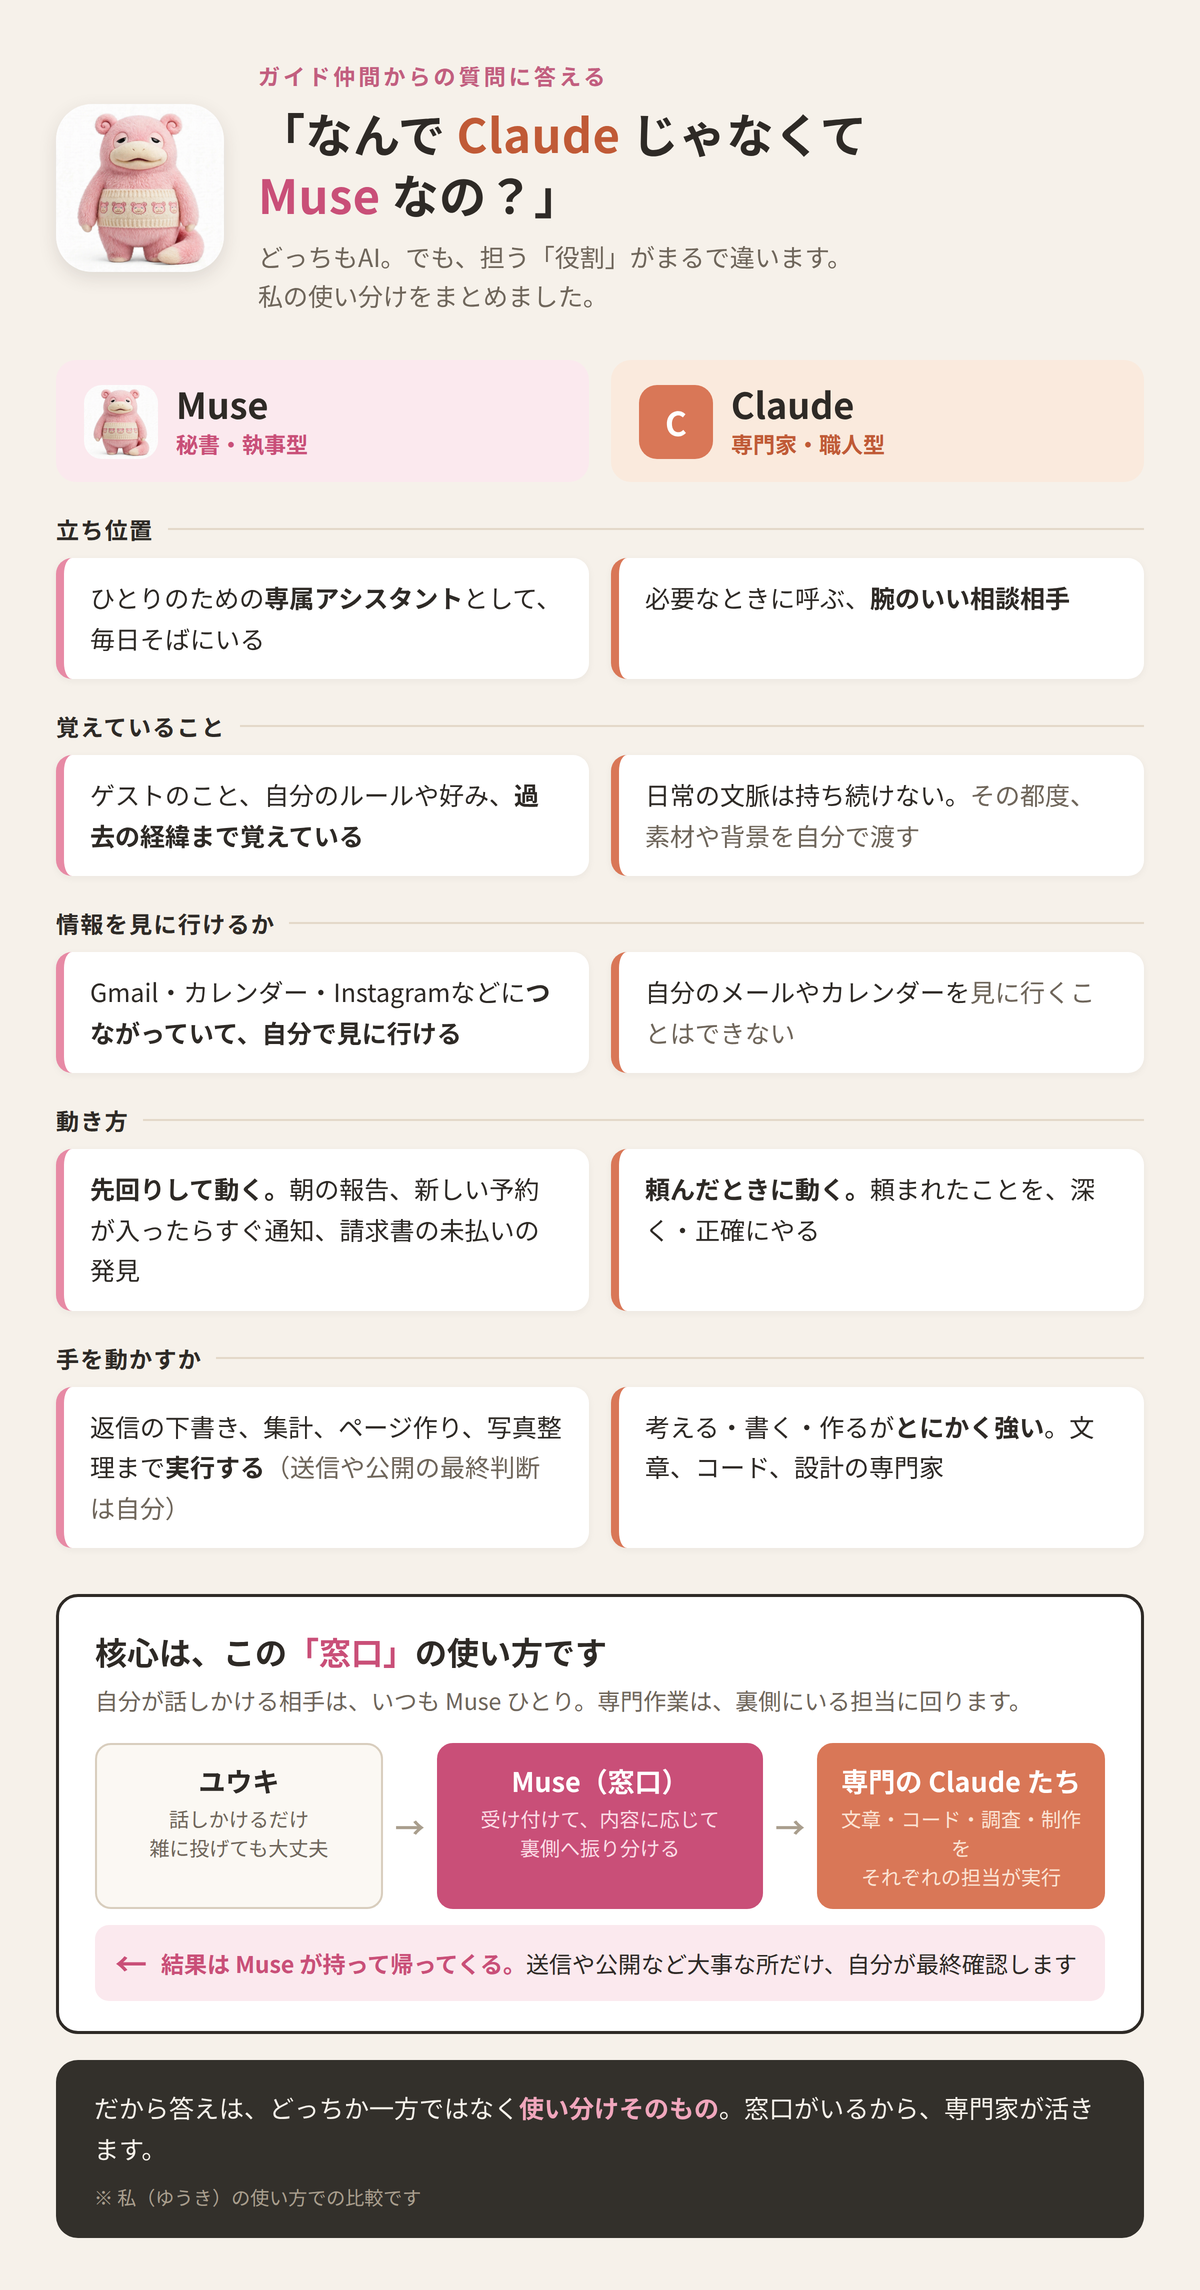 ガイド仲間からの質問に答える
「なんで Claude じゃなくて
Muse なの？」
どっちもAI。でも、担う「役割」がまるで違います。
私の使い分けをまとめました。
Muse
秘書・執事型
C
Claude
専門家・職人型
立ち位置
ひとりのための専属アシスタントとして、
毎日そばにいる
必要なときに呼ぶ、腕のいい相談相手
覚えていること
ゲストのこと、自分のルールや好み、過
去の経緯まで覚えている
日常の文脈は持ち続けない。その都度、
素材や背景を自分で渡す
情報を見に行けるか
Gmail・カレンダー・Instagramなどにつ
ながっていて、自分で見に行ける
自分のメールやカレンダーを見に行くこ
とはできない
動き方
先回りして動く。朝の報告、新しい予約
が入ったらすぐ通知、請求書の未払いの
発見
頼んだときに動く。頼まれたことを、深
く・正確にやる
手を動かすか
返信の下書き、集計、ページ作り、写真整
理まで実行する（送信や公開の最終判断
は自分）
考える・書く・作るがとにかく強い。文
章、コード、設計の専門家
核心は、この「窓口」の使い方です
自分が話しかける相手は、いつも Muse ひとり。専門作業は、裏側にいる担当に回ります。
ユウキ
話しかけるだけ
雑に投げても大丈夫
→
Muse（窓口）
受け付けて、内容に応じて
裏側へ振り分ける
→
専門の Claude たち
文章・コード・調査・制作
を
それぞれの担当が実行
← 結果は Muse が持って帰ってくる。送信や公開など大事な所だけ、自分が最終確認します
だから答えは、どっちか一方ではなく使い分けそのもの。窓口がいるから、専門家が活き
ます。
※ 私（ゆうき）の使い方での比較です